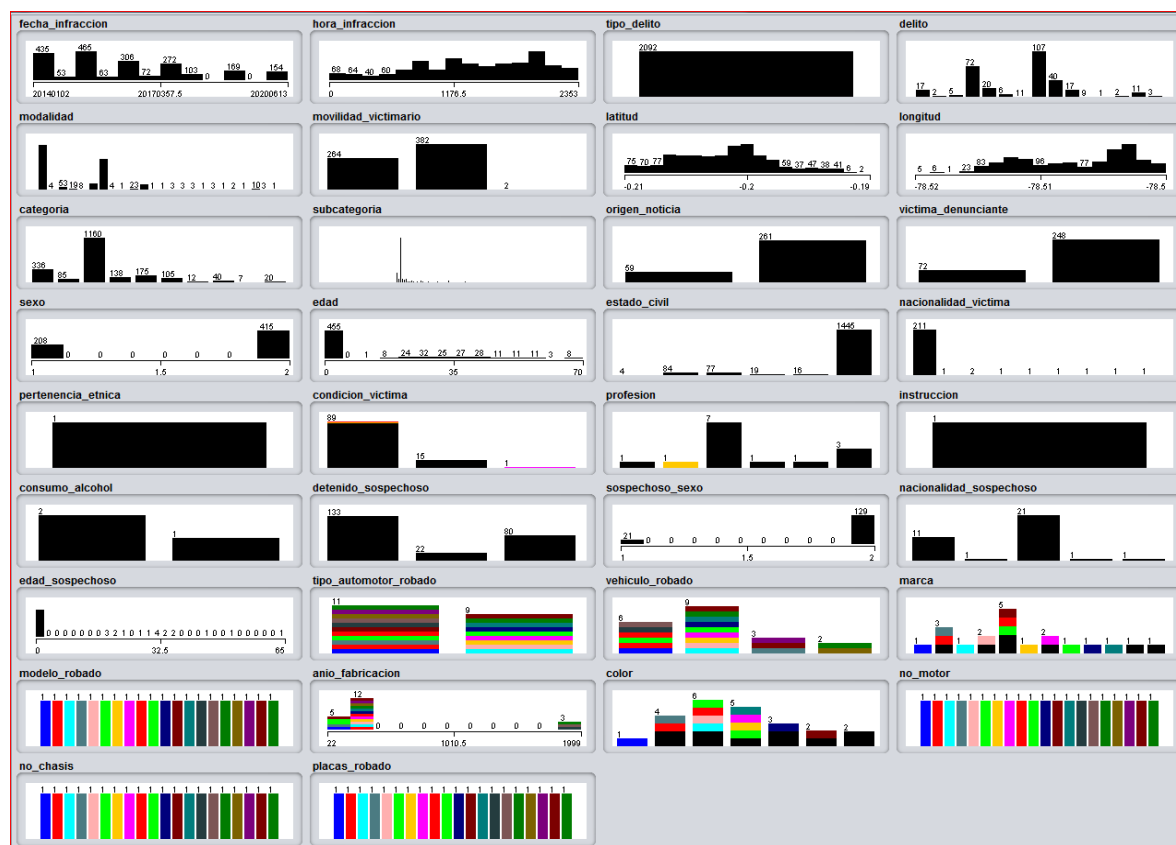 fecha_infraccion hora_infraccion tipo_delito delito
435 53 465 63 306 72 272 103 0 169 0 154
20140102 20170357.5 20200613
68 64 40 60
0 1176.5 2353
2092
17 2 5 72 20 6 11 107 40 17 9 1 2 11 3
modalidad movilidad_victimario latitud longitud
4 53 19 8 4 1 23 1 1 3 3 3 1 3 1 2 1 10 3 1
264 382 2
75 70 77 59 37 47 38 41 6 2
-0.21 -0.2 -0.19
5 6 1 23 83 96 77
-78.52 -78.51 -78.5
categoria subcategoria origen_noticia victima_denunciante
336 85 1160 138 175 105 12 40 7 20
59 261
72 248
sexo edad estado_civil nacionalidad_victima
208 0 0 0 0 0 0 415
1 1.5 2
455 0 1 8 24 32 25 27 28 11 11 11 3 8
0 35 70
4 84 77 19 16 1445
211 1 2 1 1 1 1 1 1
pertenencia_etnica condicion_victima profesion instruccion
1
89 15 1
1 1 7 1 1 3
1
consumo_alcohol detenido_sospechoso sospechoso_sexo nacionalidad_sospechoso
2 1
133 22 80
21 0 0 0 0 0 0 0 0 0 129
1 1.5 2
11 1 21 1 1
edad_sospechoso tipo_automotor_robado vehiculo_robado marca
0 0 0 0 0 0 3 2 1 0 1 1 4 2 2 0 0 0 1 0 0 1 0 0 0 0 0 1
0 32.5 65
11 9
6 9 3 2
1 3 1 2 5 1 2 1 1 1 1 1
modelo_robado anio_fabricacion color no_motor
1 1 1 1 1 1 1 1 1 1 1 1 1 1 1 1 1 1 1 1
5 12 0 0 0 0 0 0 0 0 3
22 1010.5 1999
1 4 6 5 3 2 2
1 1 1 1 1 1 1 1 1 1 1 1 1 1 1 1 1 1 1 1
no_chasis placas_robado
1 1 1 1 1 1 1 1 1 1 1 1 1 1 1 1 1 1 1 1
1 1 1 1 1 1 1 1 1 1 1 1 1 1 1 1 1 1 1 1